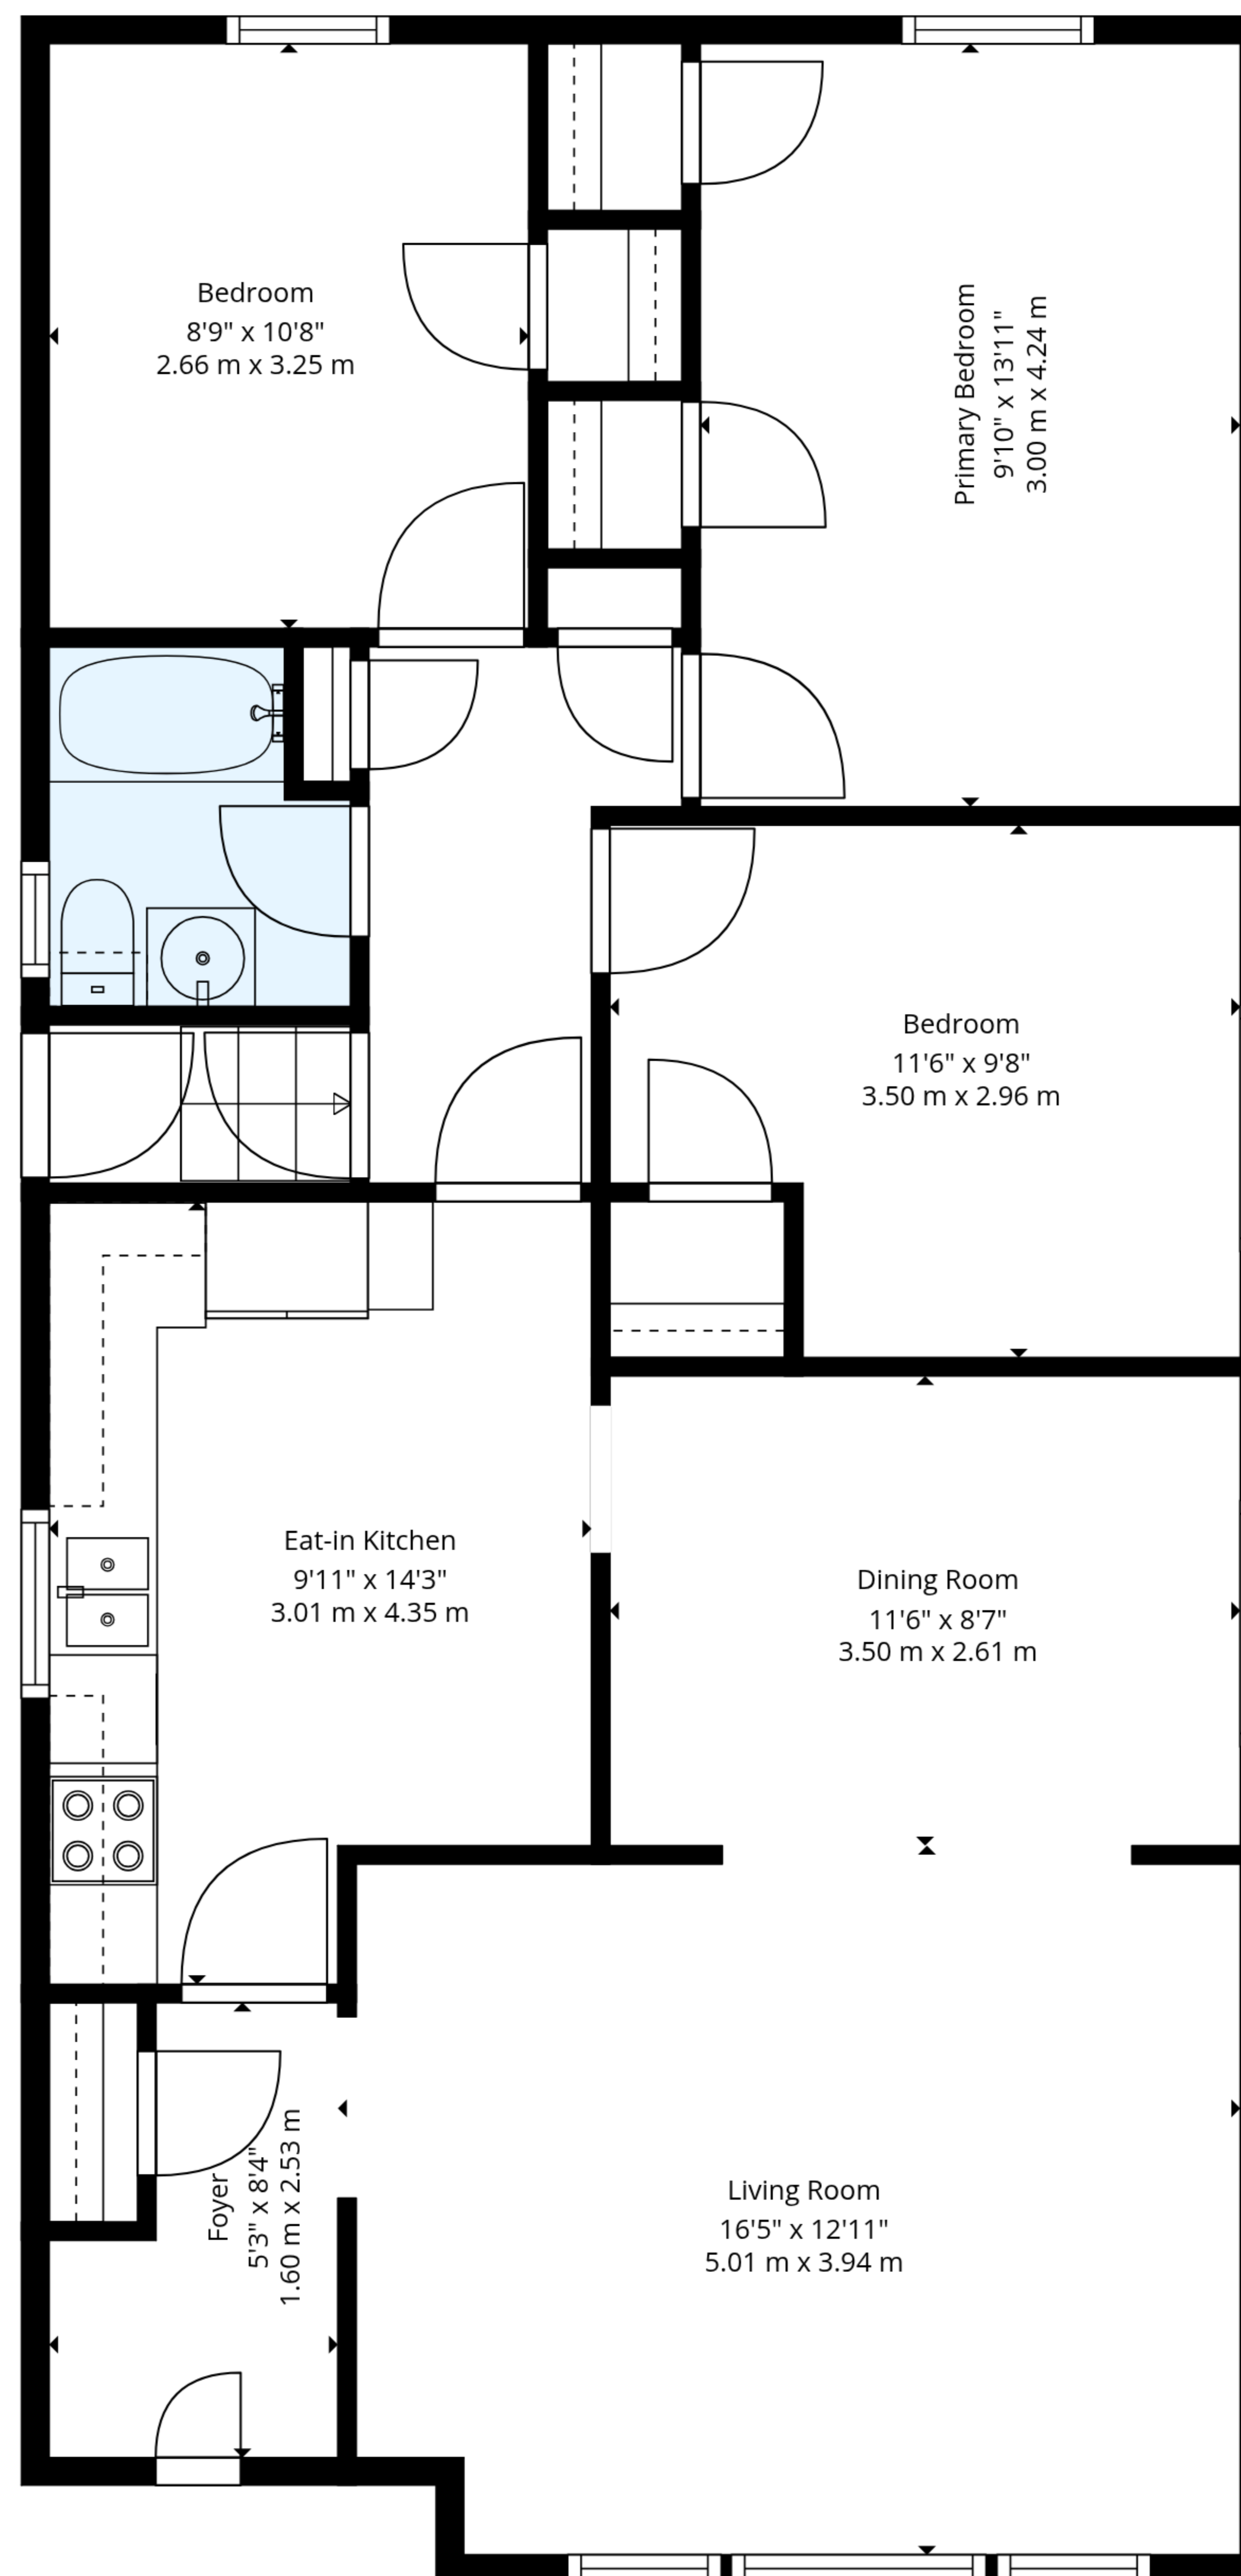 Bedroom
8'9" x 10'8"
2.66 m x 3.25 m
Primary Bedroom
9'10" x 13'11"
3.00 m x 4.24 m
Bedroom
11'6" x 9'8"
3.50 m x 2.96 m
Eat-in Kitchen
9'11" x 14'3"
3.01 m x 4.35 m
Dining Room
11'6" x 8'7"
3.50 m x 2.61 m
Foyer
5'3" x 8'4"
1.60 m x 2.53 m
Living Room
16'5" x 12'11"
5.01 m x 3.94 m